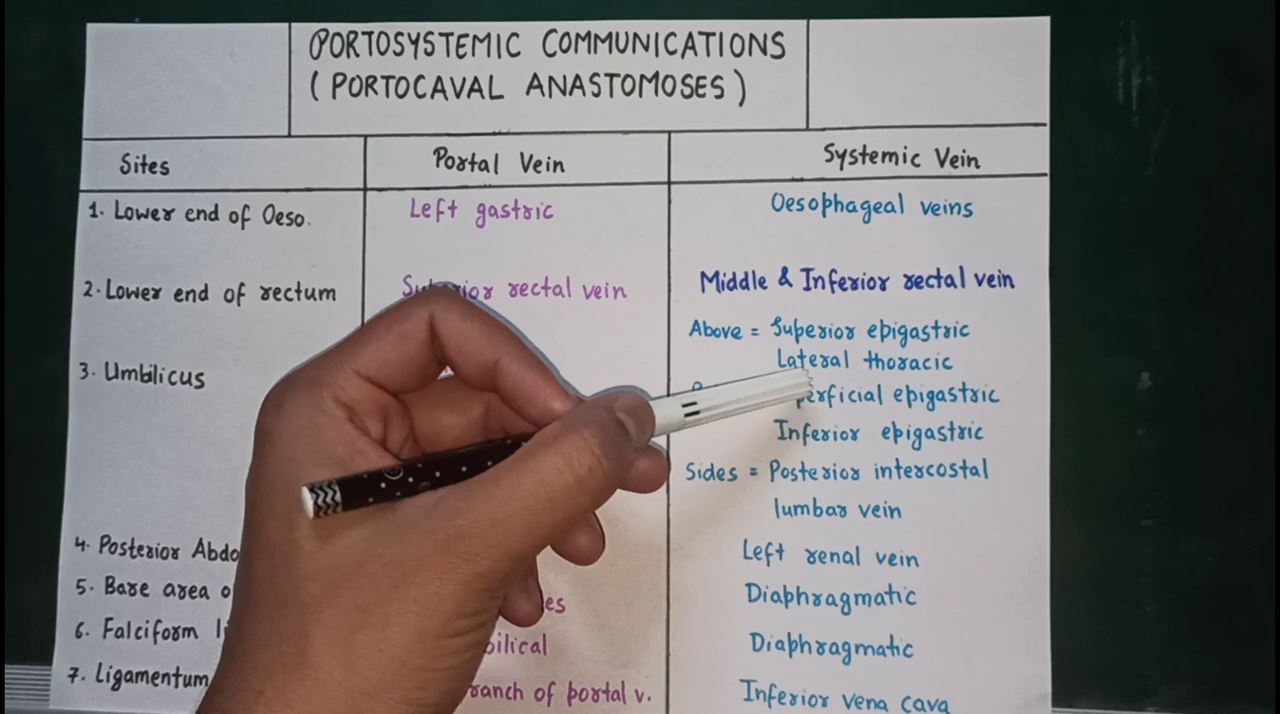 PORTOSYSTEMIC COMMUNICATIONS
(PORTOCAVAL ANASTOMOSES)
Sites Portal Vein Systemic Vein
1. Lower end of Oeso. Left gastric Oesophageal veins
2. Lower end of rectum rectal vein Middle & Inferior rectal vein
3. Umbilicus Above = Superior epigastric
Lateral thoracic
epigastric
Inferior epigastric
Sides = Posterior intercostal
lumbar vein
4. Posterior Left renal vein
5. Bare area Diaphragmatic
6. Falciform Diaphragmatic
7. Ligamentum of portal v. Inferior vena cava